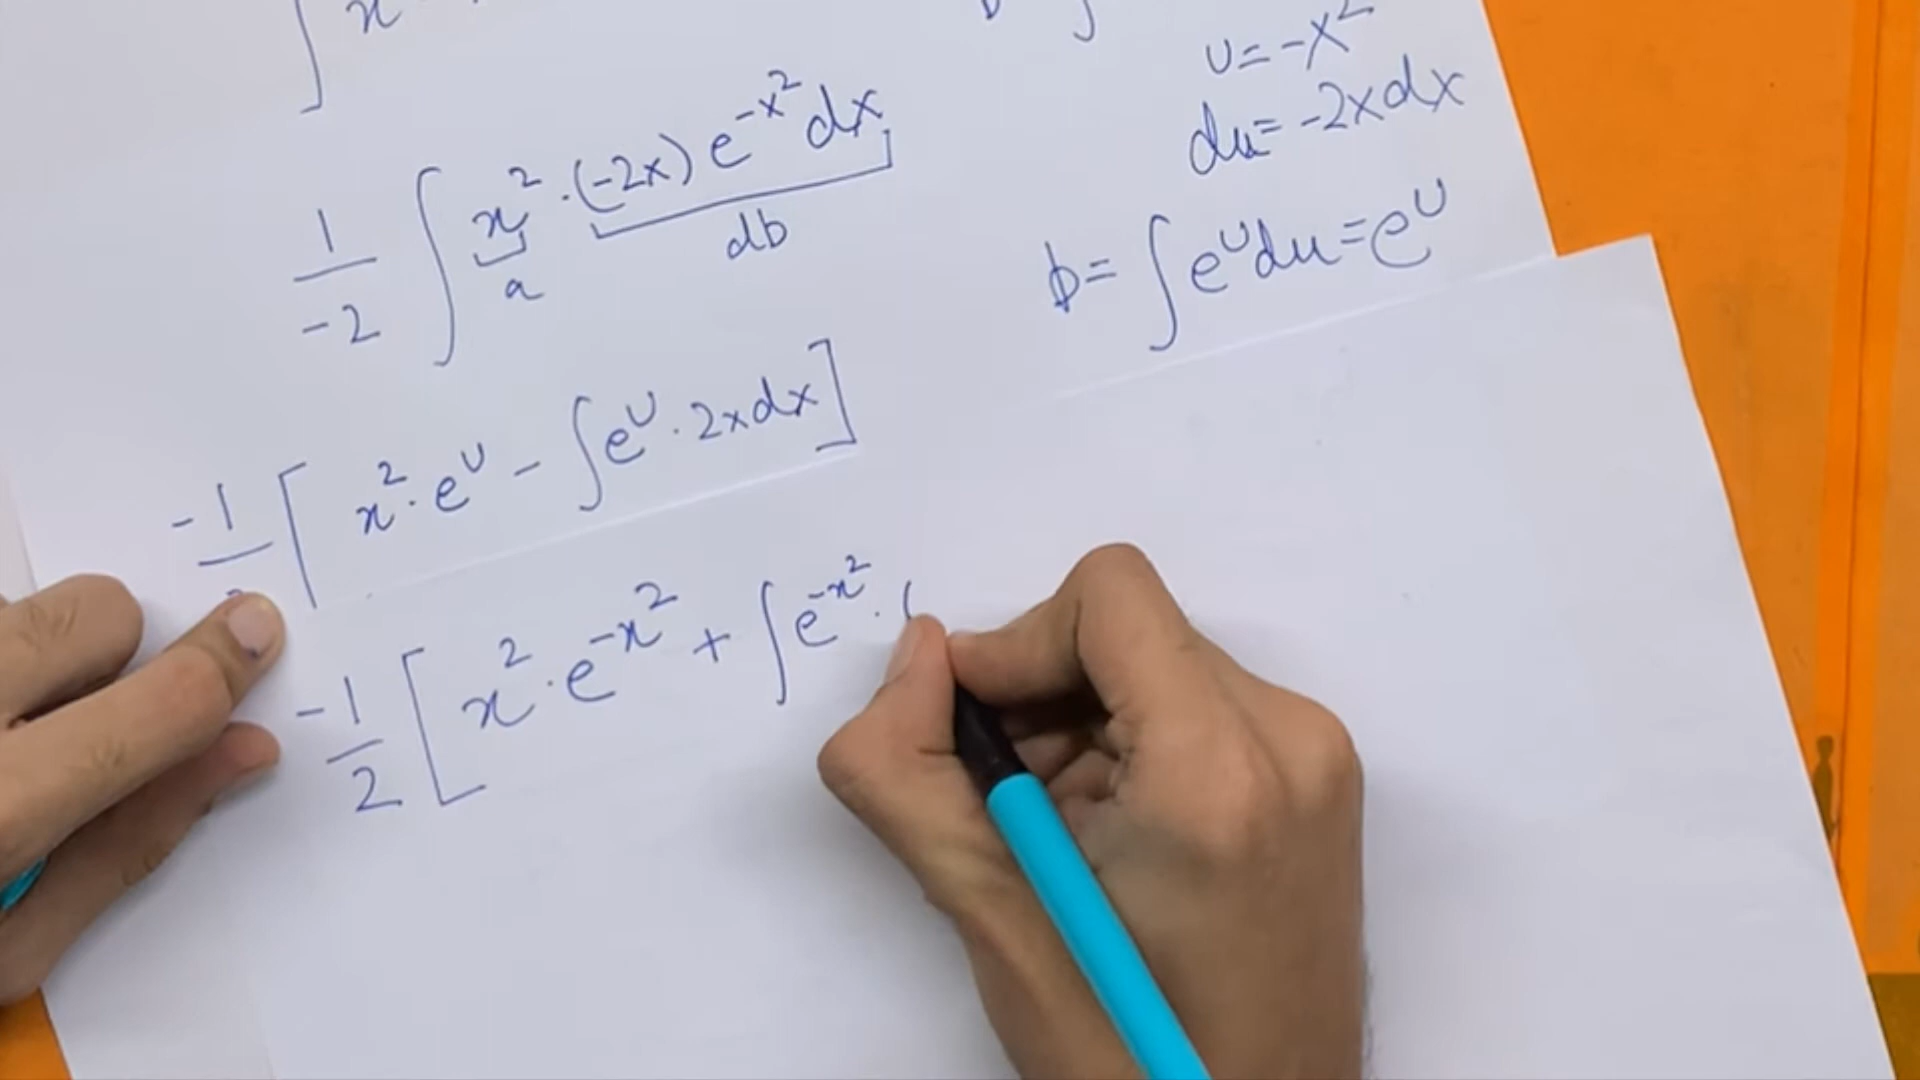 ∫ x
u = -x²
du = -2x dx
1/-2 ∫ x² · (-2x) e^(-x²) dx
a db
b = ∫ e^u du = e^u
-1/ [ x² · e^u - ∫ e^u · 2x dx ]
-1/2 [ x² · e^(-x²) + ∫ e^(-x²) · (